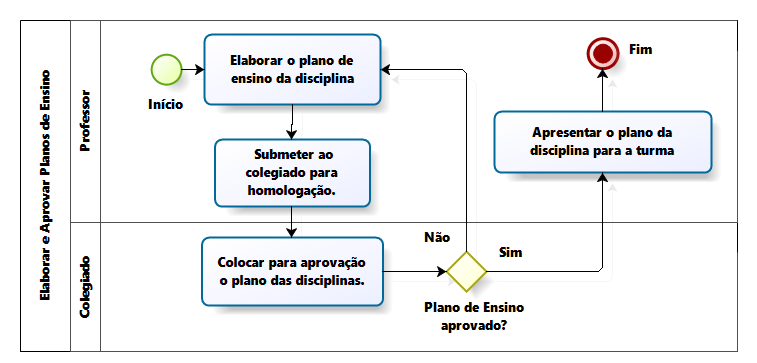 Elaborar e Aprovar Planos de Ensino
Professor
Início
Elaborar o plano de
ensino da disciplina
Submeter ao
colegiado para
homologação.
Fim
Apresentar o plano da
disciplina para a turma
Colegiado
Colocar para aprovação
o plano das disciplinas.
Não
Sim
Plano de Ensino
aprovado?